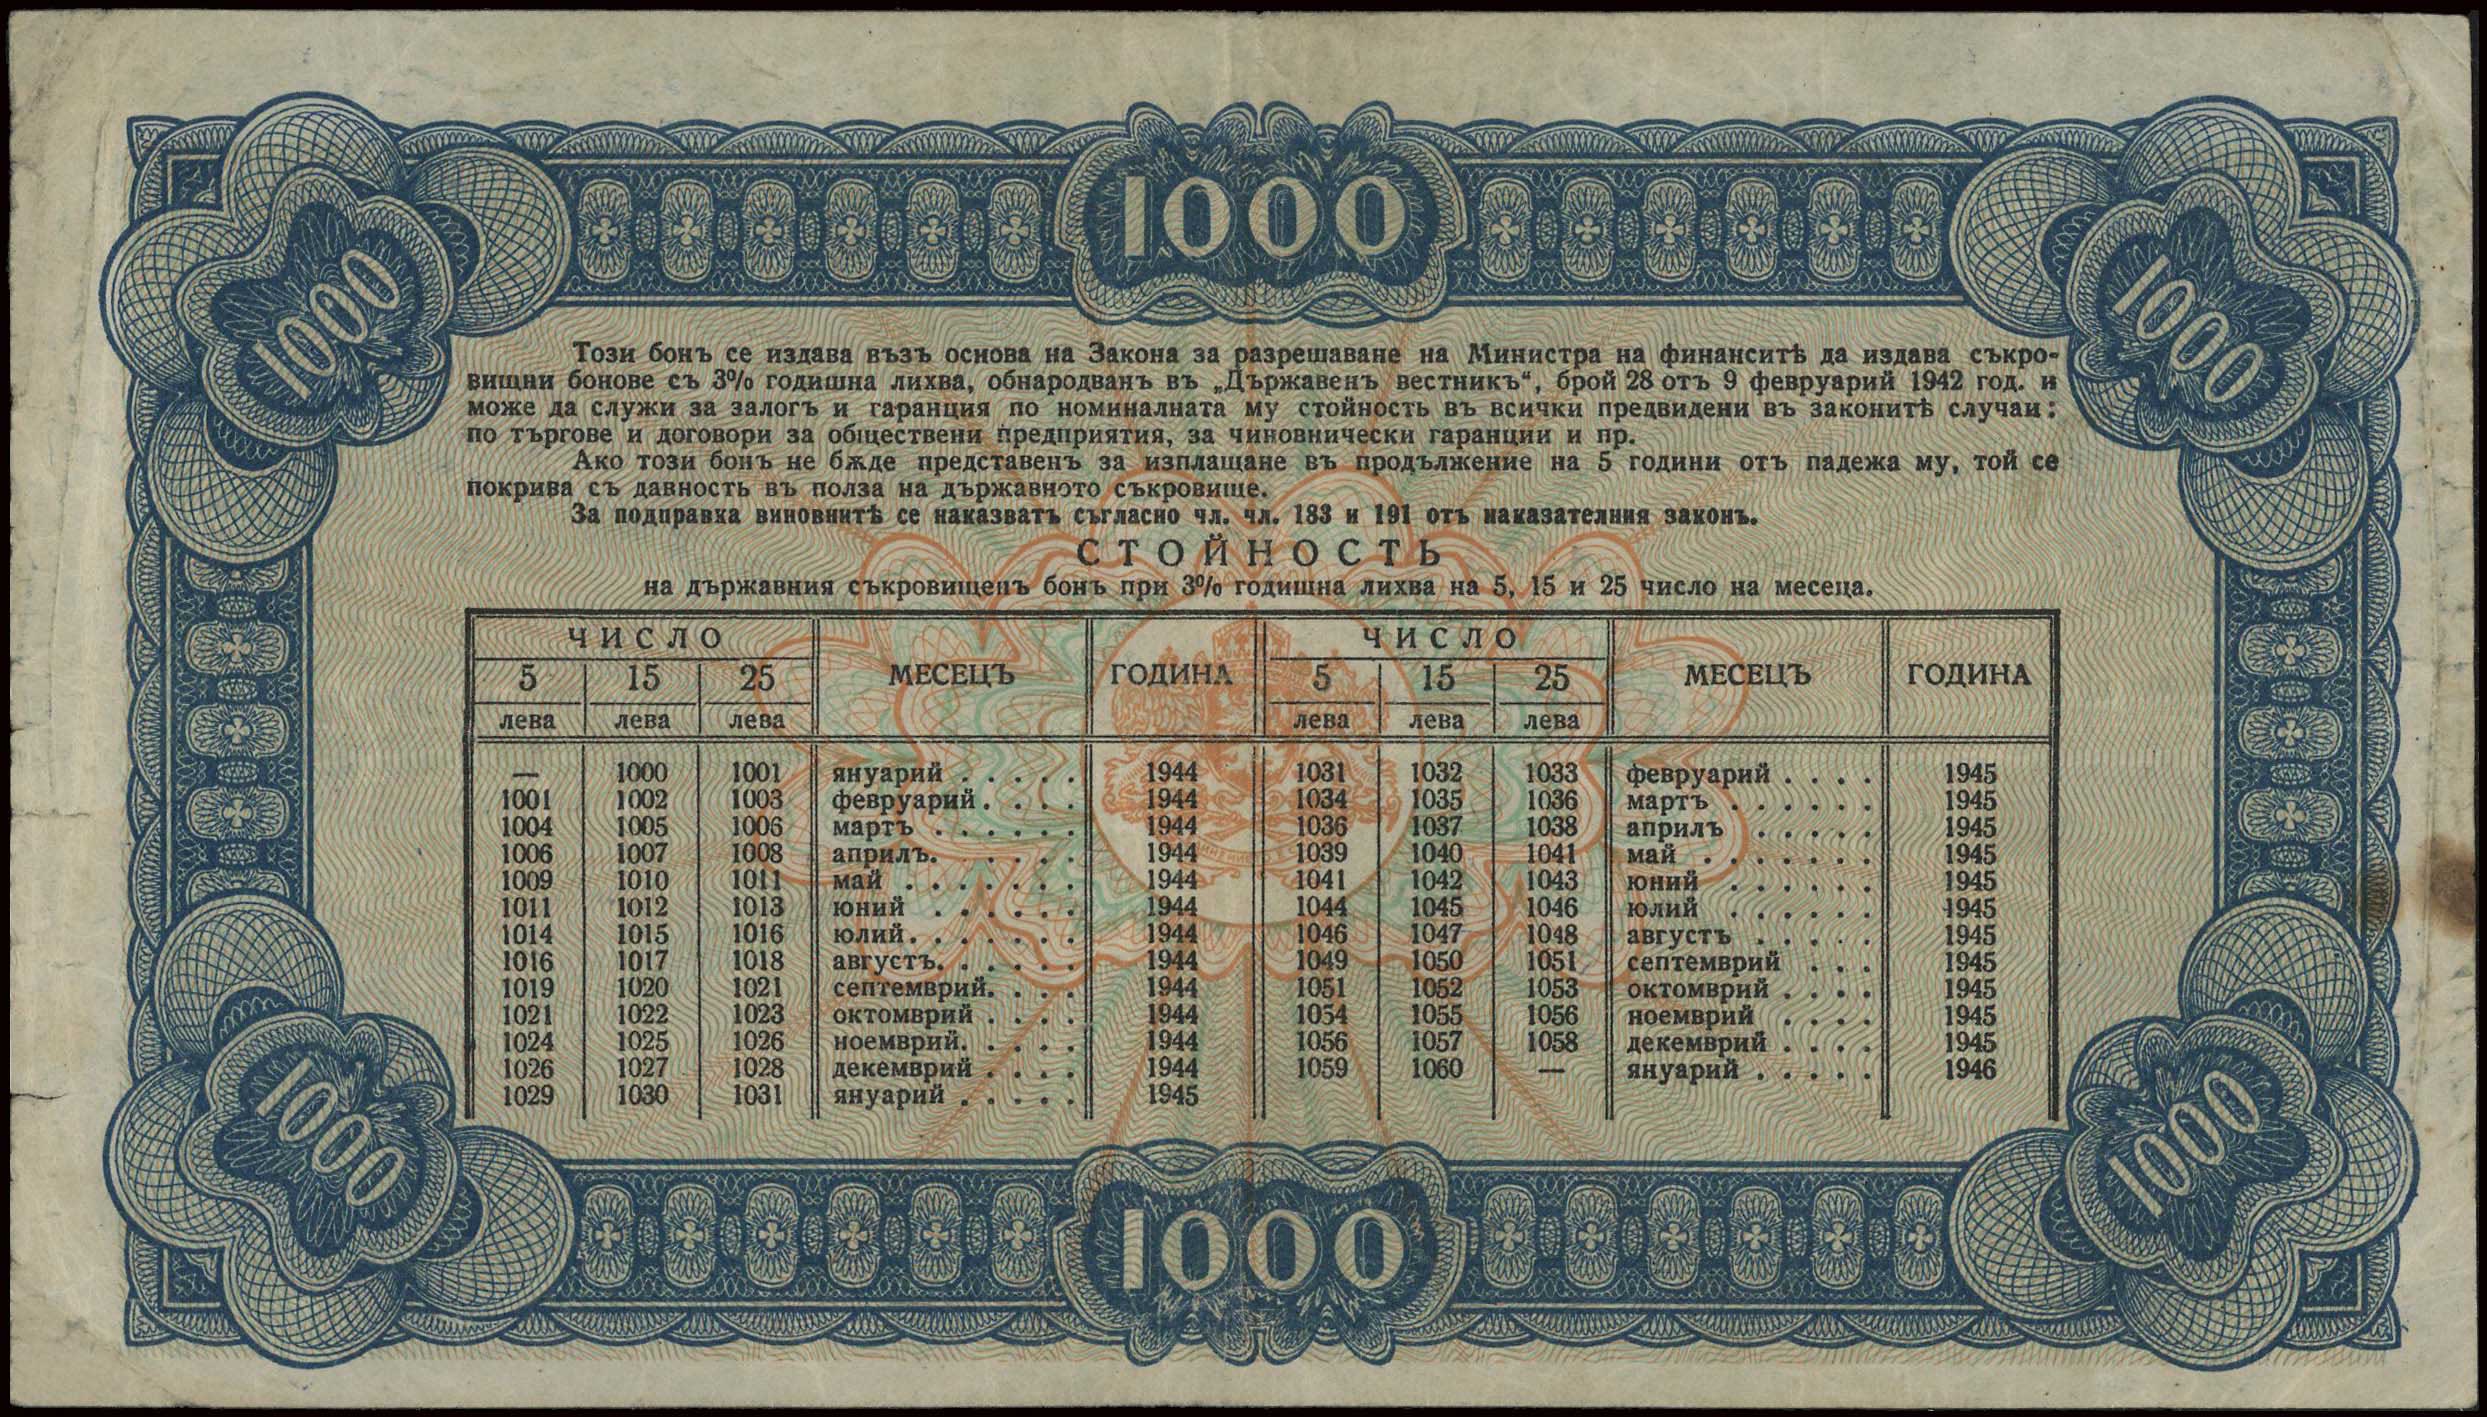 1000
1000
1000
Този бонъ се издава възъ основа на Закона за разрешаване на Министра на финанситѣ да издава съкро-
вищни бонове съ 3% годишна лихва, обнародванъ въ „Държавенъ вестникъ“, брой 28 отъ 9 февруарий 1942 год. и
може да служи за залогъ и гаранция по номиналната му стойность въ всички предвидени въ законитѣ случаи:
по търгове и договори за обществени предприятия, за чиновнически гаранции и пр.
Ако този бонъ не бѫде представенъ за изплащане въ продължение на 5 години отъ падежа му, той се
покрива съ давность въ полза на държавното съкровище.
За подправка виновнитѣ се наказватъ съгласно чл. чл. 183 и 191 отъ наказателния законъ.
СТОЙНОСТЬ
на държавния съкровищенъ бонъ при 3% годишна лихва на 5, 15 и 25 число на месеца.
ЧИСЛО МЕСЕЦЪ ГОДИНА ЧИСЛО МЕСЕЦЪ ГОДИНА
5 15 25 5 15 25
лева лева лева лева лева лева
— 1000 1001 януарий . . . . . 1944 1031 1032 1033 февруарий . . . . 1945
1001 1002 1003 февруарий. . . . 1944 1034 1035 1036 мартъ . . . . . . 1945
1004 1005 1006 мартъ . . . . . . 1944 1036 1037 1038 априлъ . . . . . 1945
1006 1007 1008 априлъ. . . . . . 1944 1039 1040 1041 май . . . . . . . 1945
1009 1010 1011 май . . . . . . . 1944 1041 1042 1043 юний . . . . . . 1945
1011 1012 1013 юний . . . . . . 1944 1044 1045 1046 юлий . . . . . . 1945
1014 1015 1016 юлий. . . . . . . 1944 1046 1047 1048 августъ . . . . . 1945
1016 1017 1018 августъ. . . . . . 1944 1049 1050 1051 септемврий . . . 1945
1019 1020 1021 септемврий. . . . 1944 1051 1052 1053 октомврий . . . . 1945
1021 1022 1023 октомврий . . . . 1944 1054 1055 1056 ноемврий . . . . 1945
1024 1025 1026 ноемврий. . . . . 1944 1056 1057 1058 декемврий . . . . 1945
1026 1027 1028 декемврий . . . . 1944 1059 1060 — януарий . . . . . 1946
1029 1030 1031 януарий . . . . . 1945
1000
1000
1000